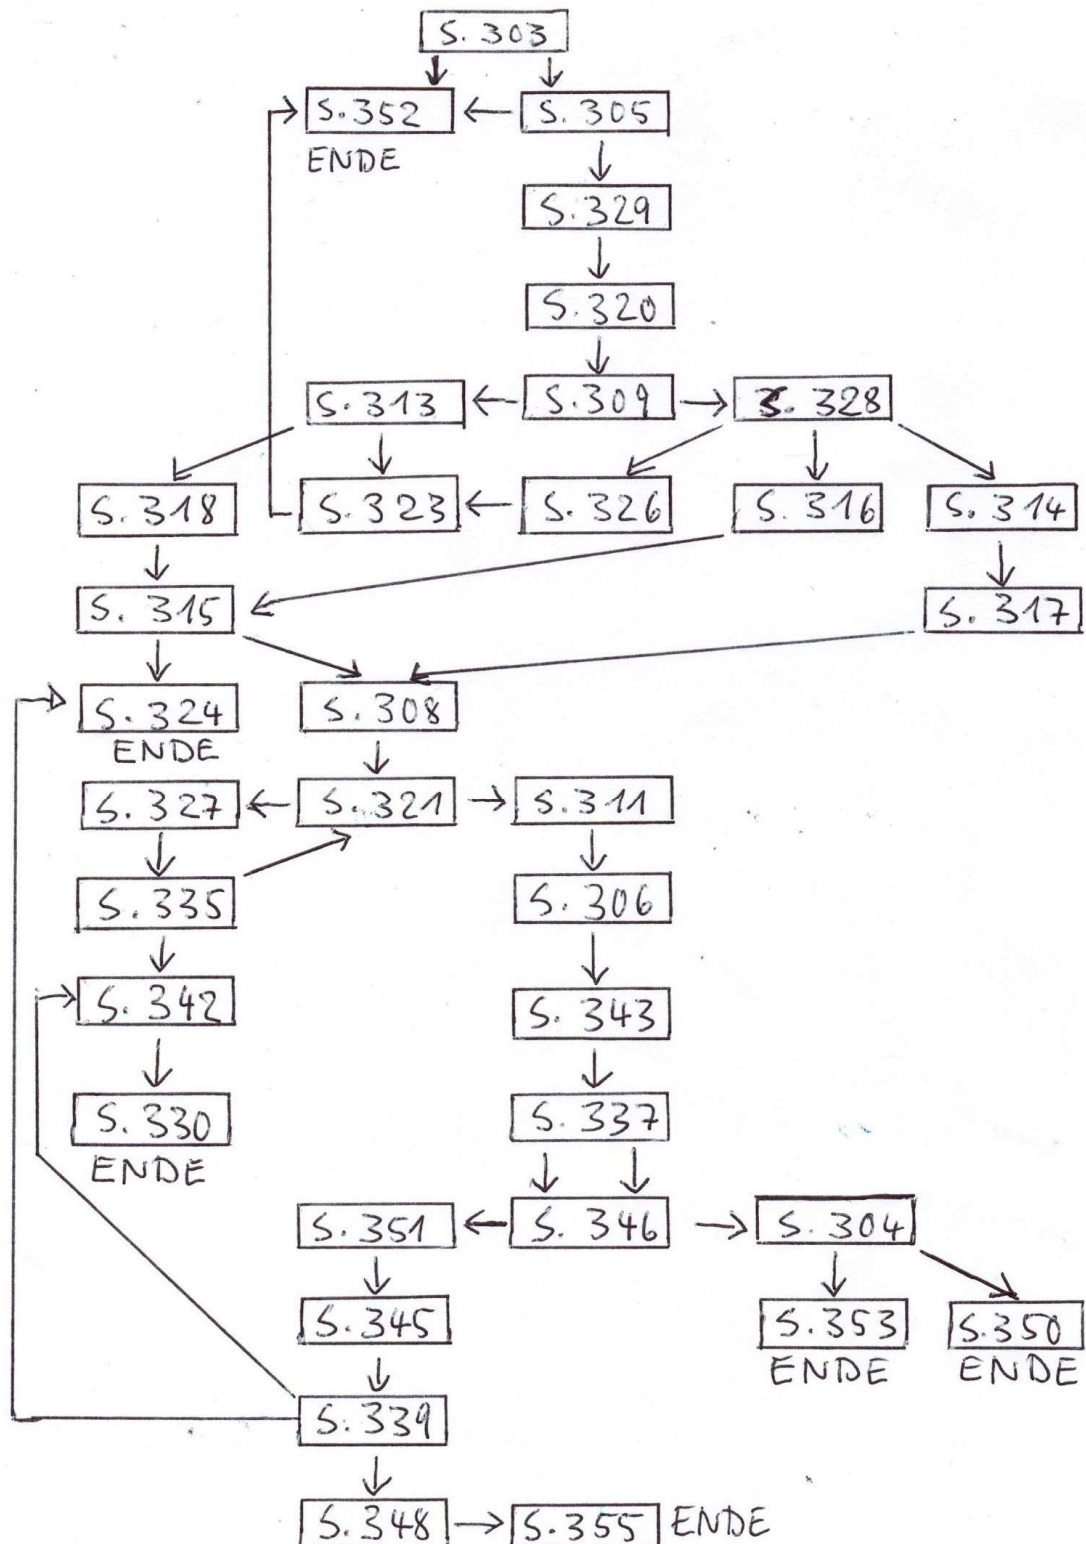 S. 303
S. 352
S. 305
ENDE
S. 329
S. 320
S. 313
S. 309
S. 328
S. 318
S. 323
S. 326
S. 316
S. 314
S. 315
S. 317
S. 324
S. 308
ENDE
S. 327
S. 321
S. 311
S. 335
S. 306
S. 342
S. 343
S. 330
S. 337
ENDE
S. 351
S. 346
S. 304
S. 345
S. 353
S. 350
ENDE
ENDE
S. 339
S. 348
S. 355
ENDE